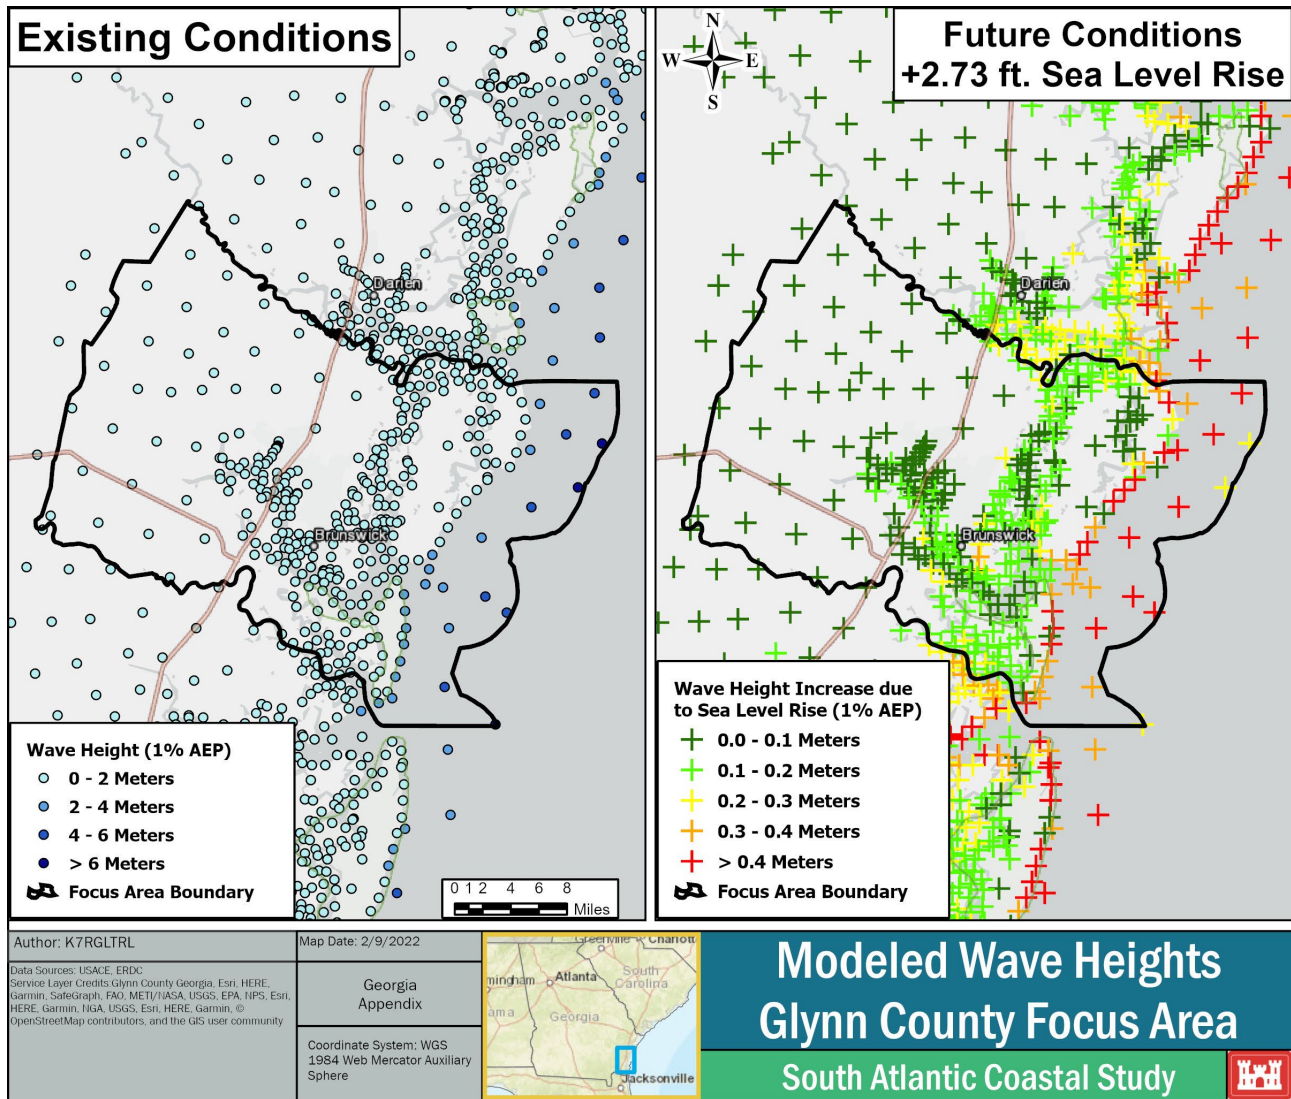 Existing Conditions
Darien
Brunswick
Wave Height (1% AEP)
0 - 2 Meters
2 - 4 Meters
4 - 6 Meters
> 6 Meters
Focus Area Boundary
0 1 2 4 6 8
Miles
N
W E
S
Future Conditions
+2.73 ft. Sea Level Rise
Darien
Brunswick
Wave Height Increase due
to Sea Level Rise (1% AEP)
0.0 - 0.1 Meters
0.1 - 0.2 Meters
0.2 - 0.3 Meters
0.3 - 0.4 Meters
> 0.4 Meters
Focus Area Boundary
Author: K7RGLTRL
Data Sources: USACE, ERDC
Service Layer Credits:Glynn County Georgia, Esri, HERE,
Garmin, SafeGraph, FAO, METI/NASA, USGS, EPA, NPS, Esri,
HERE, Garmin, NGA, USGS, Esri, HERE, Garmin, ©
OpenStreetMap contributors, and the GIS user community
Map Date: 2/9/2022
Georgia
Appendix
Coordinate System: WGS
1984 Web Mercator Auxiliary
Sphere
Greenville
Charlott
mingham
Atlanta
South
Carolina
ama
Georgia
Jacksonville
Modeled Wave Heights
Glynn County Focus Area
South Atlantic Coastal Study